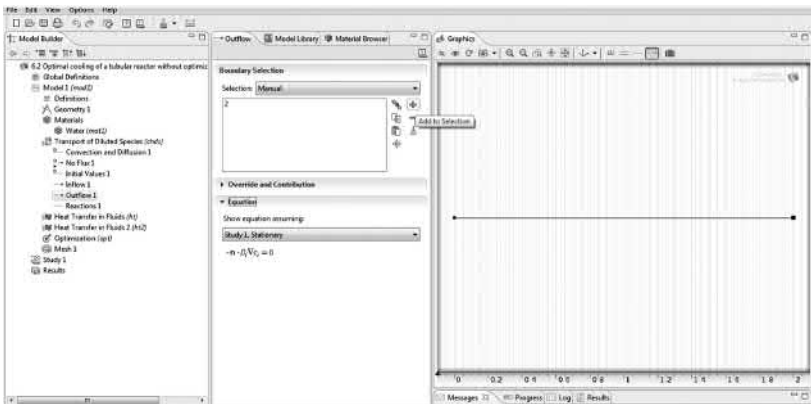 File Edit View Options Help
Model Builder
6.2 Optimal cooling of a tubular reactor without optimic
Global Definitions
Model 1 (mod1)
Definitions
Geometry 1
Materials
Water (mat2)
Transport of Diluted Species (chds)
Convection and Diffusion 1
No Flux 1
Initial Values 1
Inflow 1
Outflow 1
Reactions 1
Heat Transfer in Fluids (ht)
Heat Transfer in Fluids 2 (ht2)
Optimization (opt)
Mesh 1
Study 1
Results
Outflow Model Library Material Browser
Boundary Selection
Selection: Manual
2
Add to Selection
Override and Contribution
Equation
Show equation assuming:
Study 1, Stationary
-n · Dᵢ∇cᵢ = 0
Graphics
0 0.2 0.4 0.6 0.8 1 1.2 1.4 1.6 1.8 2
Messages Progress Log Results